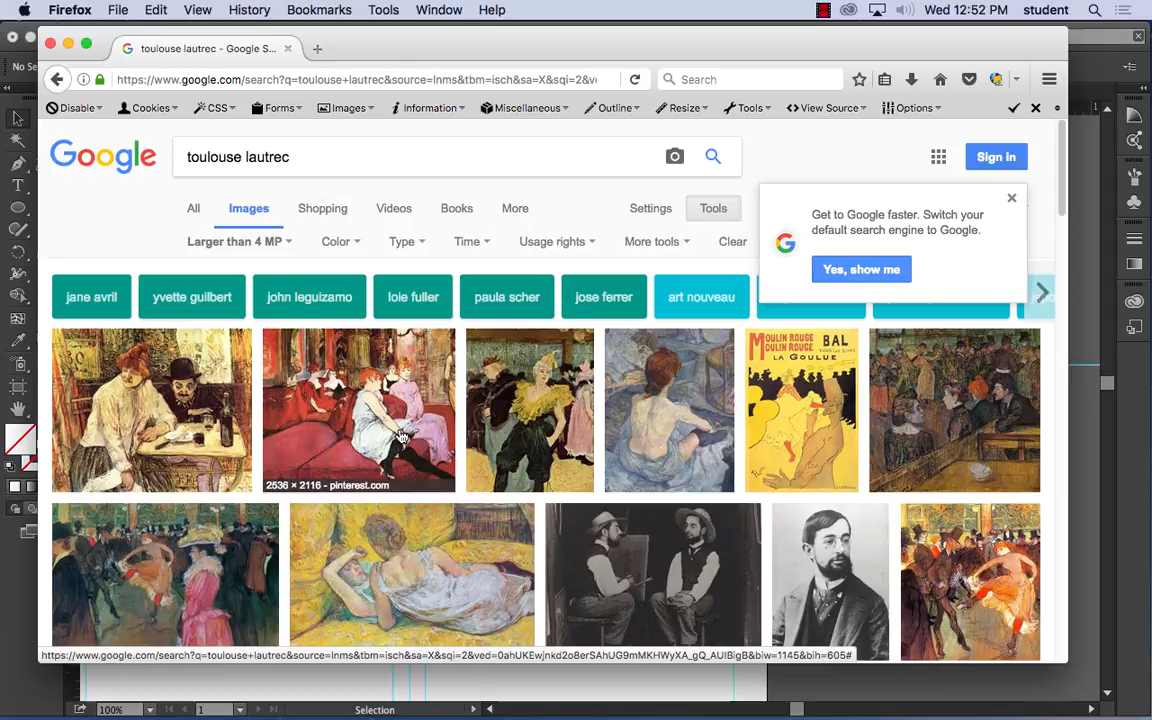 Firefox File Edit View History Bookmarks Tools Window Help Wed 12:52 PM student
No Se
toulouse lautrec - Google S...
https://www.google.com/search?q=toulouse+lautrec&source=lnms&tbm=isch&sa=X&sqi=2&ve Search
Disable Cookies CSS Forms Images Information Miscellaneous Outline Resize Tools View Source Options
Google toulouse lautrec Sign in
All Images Shopping Videos Books More Settings Tools
Larger than 4 MP Color Type Time Usage rights More tools Clear
Get to Google faster. Switch your
default search engine to Google.
Yes, show me
jane avril yvette guilbert john leguizamo loie fuller paula scher jose ferrer art nouveau
MOULIN ROUGE BAL
MOULIN ROUGE
LA GOULUE
2536 × 2116 - pinterest.com
https://www.google.com/search?q=toulouse+lautrec&source=lnms&tbm=isch&sa=X&sqi=2&ved=0ahUKEwjnkd2o8erSAhUG9mMKHWyXA_gQ_AUIBigB&biw=1145&bih=605#
100% 1 Selection